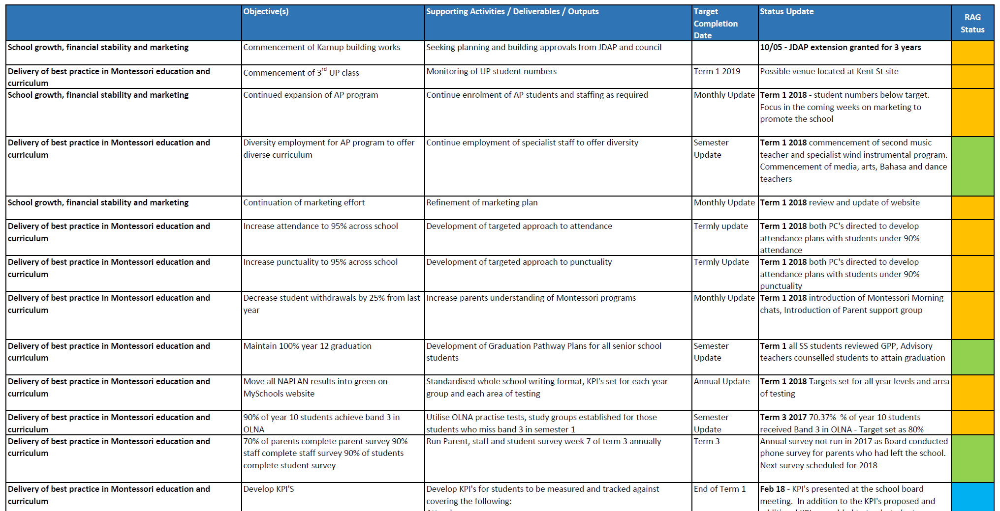 Objective(s)
Supporting Activities / Deliverables / Outputs
Target
Completion
Date
Status Update
RAG
Status
School growth, financial stability and marketing
Commencement of Karnup building works
Seeking planning and building approvals from JDAP and council
10/05 - JDAP extension granted for 3 years
Delivery of best practice in Montessori education and
curriculum
Commencement of 3rd UP class
Monitoring of UP student numbers
Term 1 2019
Possible venue located at Kent St site
School growth, financial stability and marketing
Continued expansion of AP program
Continue enrolment of AP students and staffing as required
Monthly Update
Term 1 2018 - student numbers below target.
Focus in the coming weeks on marketing to
promote the school
Delivery of best practice in Montessori education and
curriculum
Diversity employment for AP program to offer
diverse curriculum
Continue employment of specialist staff to offer diversity
Semester
Update
Term 1 2018 commencement of second music
teacher and specialist wind instrumental program.
Commencement of media, arts, Bahasa and dance
teachers
School growth, financial stability and marketing
Continuation of marketing effort
Refinement of marketing plan
Monthly Update
Term 1 2018 review and update of website
Delivery of best practice in Montessori education and
curriculum
Increase attendance to 95% across school
Development of targeted approach to attendance
Termly update
Term 1 2018 both PC's directed to develop
attendance plans with students under 90%
attendance
Delivery of best practice in Montessori education and
curriculum
Increase punctuality to 95% across school
Development of targeted approach to punctuality
Termly Update
Term 1 2018 both PC's directed to develop
attendance plans with students under 90%
punctuality
Delivery of best practice in Montessori education and
curriculum
Decrease student withdrawals by 25% from last
year
Increase parents understanding of Montessori programs
Monthly Update
Term 1 2018 introduction of Montessori Morning
chats, Introduction of Parent support group
Delivery of best practice in Montessori education and
curriculum
Maintain 100% year 12 graduation
Development of Graduation Pathway Plans for all senior school
students
Semester
Update
Term 1 all SS students reviewed GPP, Advisory
teachers counselled students to attain graduation
Delivery of best practice in Montessori education and
curriculum
Move all NAPLAN results into green on
MySchools website
Standardised whole school writing format, KPI's set for each year
group and each area of testing
Annual Update
Term 1 2018 Targets set for all year levels and area
of testing
Delivery of best practice in Montessori education and
curriculum
90% of year 10 students achieve band 3 in
OLNA
Utilise OLNA practise tests, study groups established for those
students who miss band 3 in semester 1
Semester
Update
Term 3 2017 70.37% % of year 10 students
received Band 3 in OLNA - Target set as 80%
Delivery of best practice in Montessori education and
curriculum
70% of parents complete parent survey 90%
staff complete staff survey 90% of students
complete student survey
Run Parent, staff and student survey week 7 of term 3 annually
Term 3
Annual survey not run in 2017 as Board conducted
phone survey for parents who had left the school.
Next survey scheduled for 2018
Delivery of best practice in Montessori education and
curriculum
Develop KPI'S
Develop KPI's for students to be measured and tracked against
covering the following:
End of Term 1
Feb 18 - KPI's presented at the school board
meeting. In addition to the KPI's proposed and